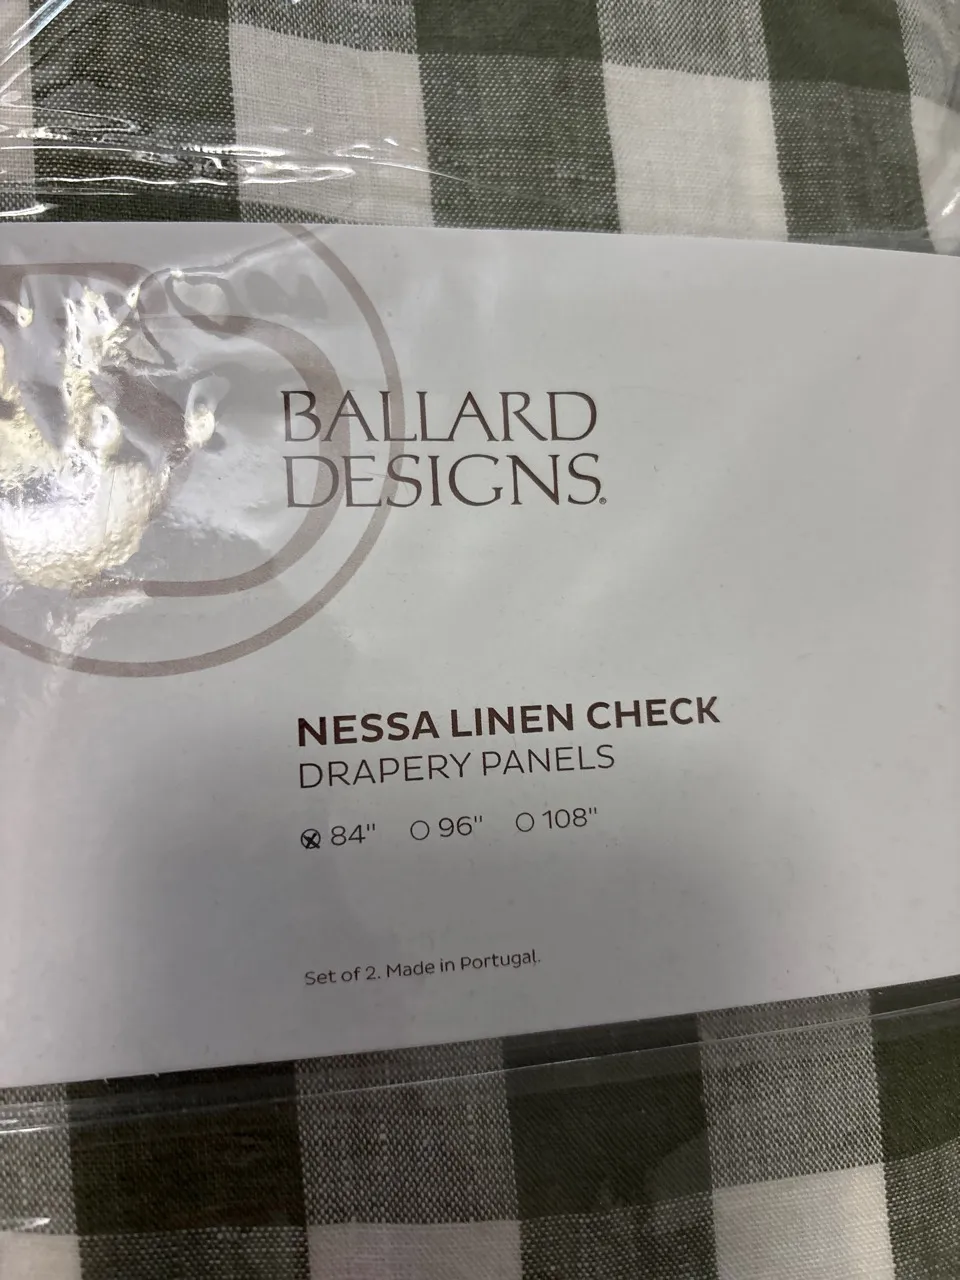 BALLARD
DESIGNS®
NESSA LINEN CHECK
DRAPERY PANELS
84" 96" 108"
Set of 2. Made in Portugal.